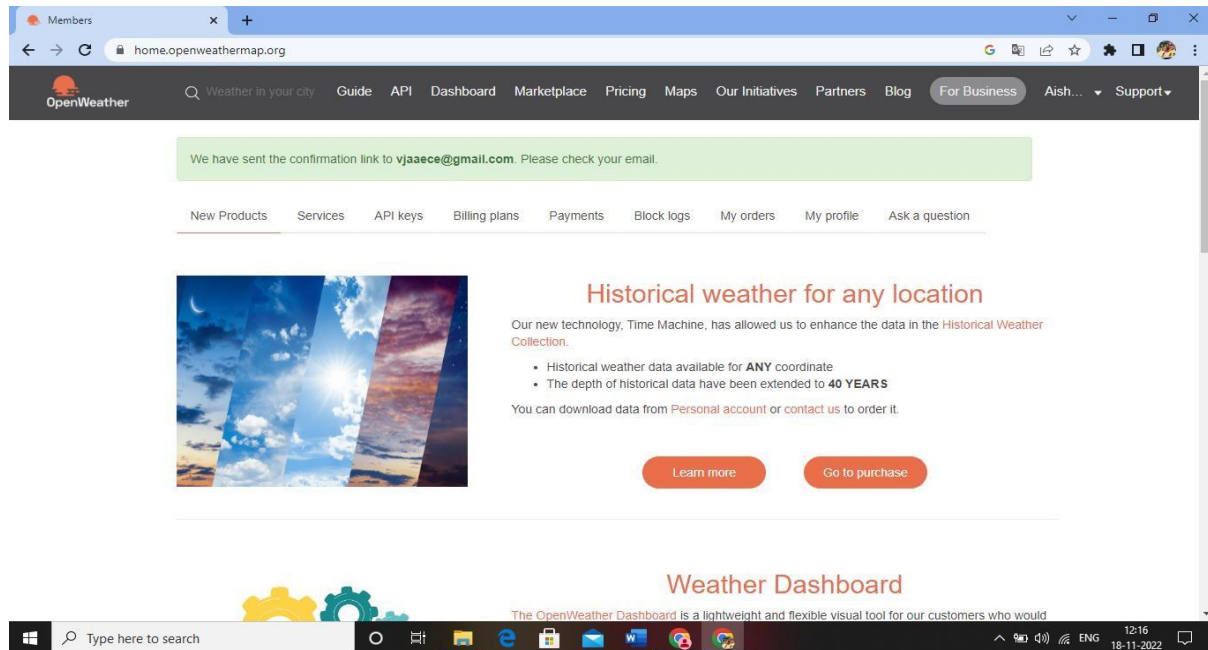 Members
home.openweathermap.org
OpenWeather
Weather in your city Guide API Dashboard Marketplace Pricing Maps Our Initiatives Partners Blog For Business Aish... Support
We have sent the confirmation link to vjaaece@gmail.com. Please check your email.
New Products Services API keys Billing plans Payments Block logs My orders My profile Ask a question
Historical weather for any location
Our new technology, Time Machine, has allowed us to enhance the data in the Historical Weather
Collection.
• Historical weather data available for ANY coordinate
• The depth of historical data have been extended to 40 YEARS
You can download data from Personal account or contact us to order it.
Learn more Go to purchase
Weather Dashboard
The OpenWeather Dashboard is a lightweight and flexible visual tool for our customers who would
Type here to search
ENG
12:16
18-11-2022